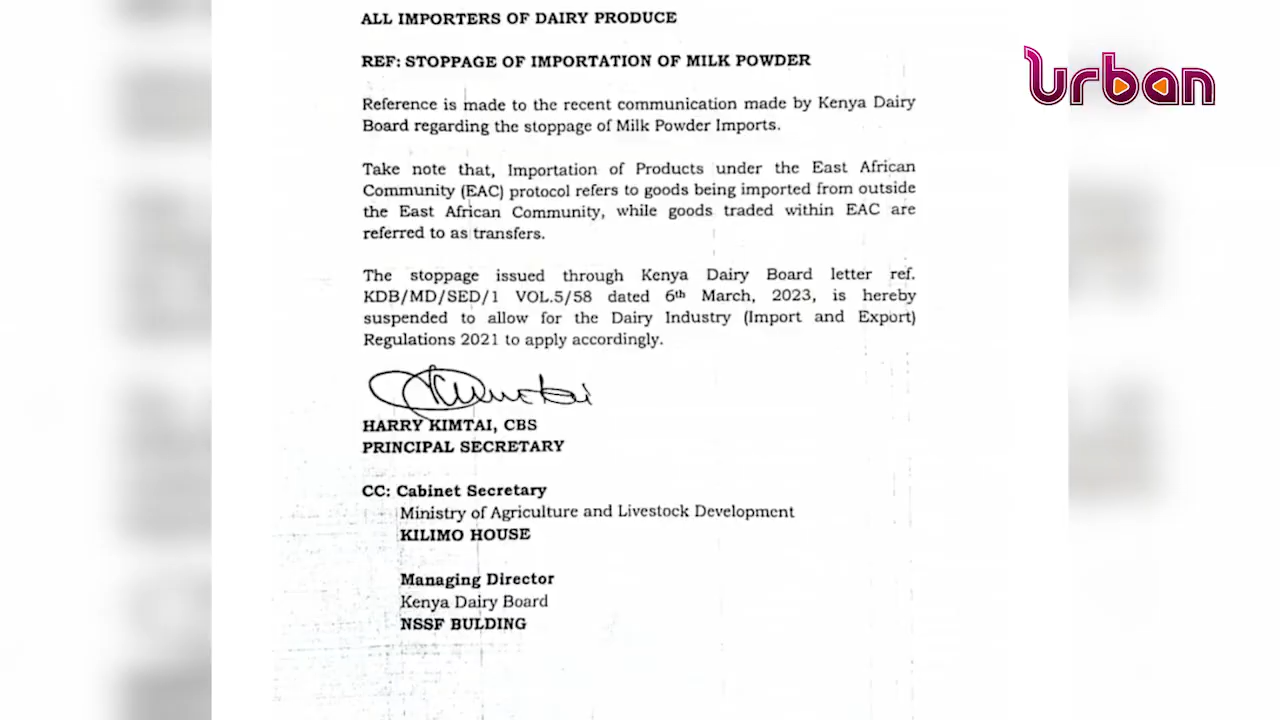 ALL IMPORTERS OF DAIRY PRODUCE
REF: STOPPAGE OF IMPORTATION OF MILK POWDER
Urban
Reference is made to the recent communication made by Kenya Dairy
Board regarding the stoppage of Milk Powder Imports.
Take note that, Importation of Products under the East African
Community (EAC) protocol refers to goods being imported from outside
the East African Community, while goods traded within EAC are
referred to as transfers.
The stoppage issued through Kenya Dairy Board letter ref.
KDB/MD/SED/1 VOL.5/58 dated 6th March, 2023, is hereby
suspended to allow for the Dairy Industry (Import and Export)
Regulations 2021 to apply accordingly.
HARRY KIMTAI, CBS
PRINCIPAL SECRETARY
CC: Cabinet Secretary
Ministry of Agriculture and Livestock Development
KILIMO HOUSE
Managing Director
Kenya Dairy Board
NSSF BULDING